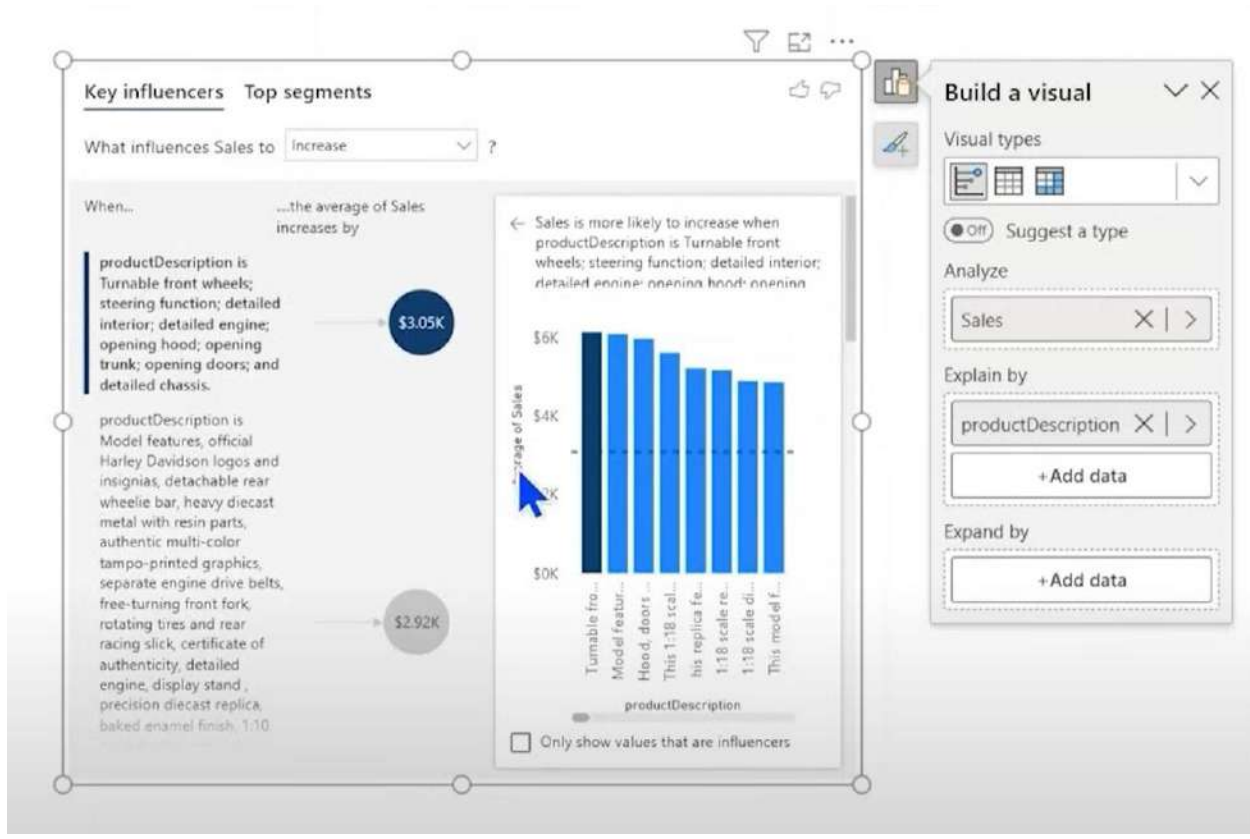 Key influencers Top segments
What influences Sales to Increase ?
When...
...the average of Sales
increases by
productDescription is
Turnable front wheels;
steering function; detailed
interior; detailed engine;
opening hood; opening
trunk; opening doors; and
detailed chassis.
$3.05K
productDescription is
Model features, official
Harley Davidson logos and
insignias, detachable rear
wheelie bar, heavy diecast
metal with resin parts,
authentic multi-color
tampo-printed graphics,
separate engine drive belts,
free-turning front fork,
rotating tires and rear
racing slick, certificate of
authenticity, detailed
engine, display stand ,
precision diecast replica,
baked enamel finish, 1:10
$2.92K
Sales is more likely to increase when
productDescription is Turnable front
wheels; steering function; detailed interior;
detailed engine; opening hood; opening
of Sales
$6K
$4K
$0K
Turnable fro...
Model featur...
Hood, doors ...
This 1:18 scal...
his replica fe...
1:18 scale re...
1:18 scale di...
This model f...
productDescription
Only show values that are influencers
Build a visual
Visual types
Off Suggest a type
Analyze
Sales
Explain by
productDescription
+Add data
Expand by
+Add data